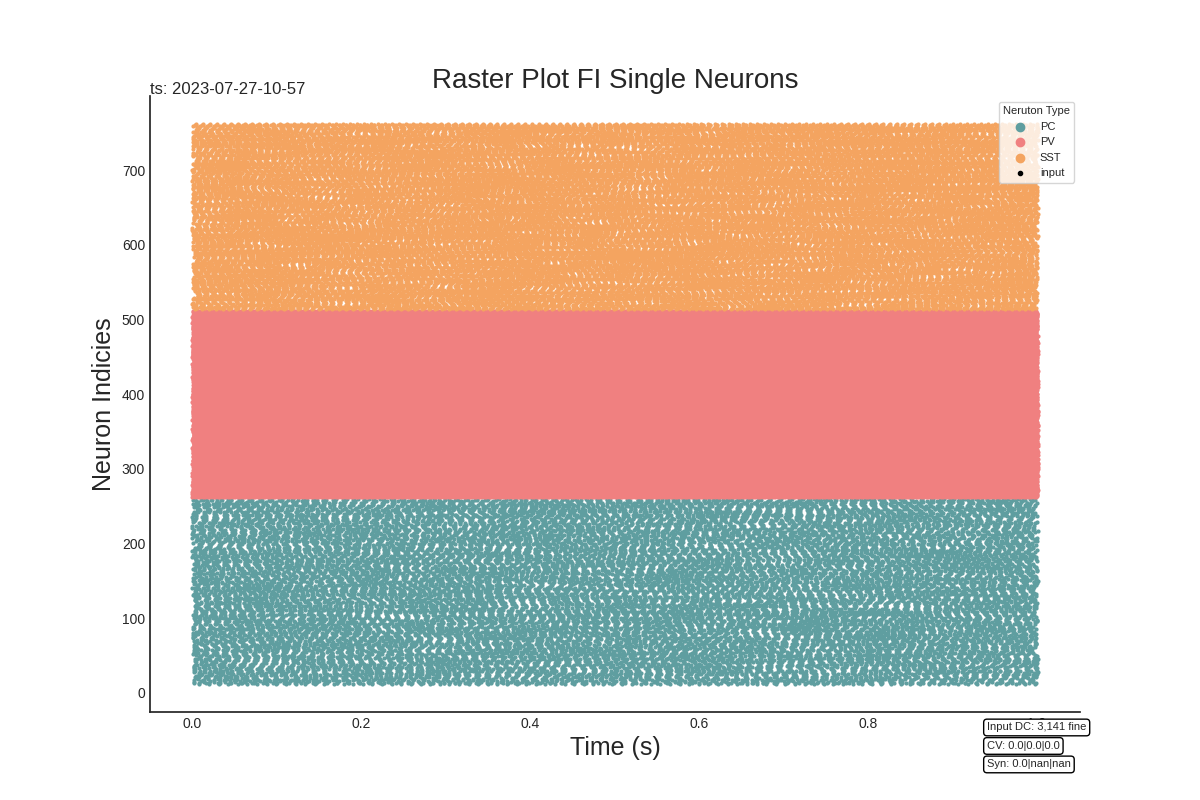 Raster Plot FI Single Neurons
ts: 2023-07-27-10-57
Neruton Type
PC
PV
SST
input
Neuron Indicies
700
600
500
400
300
200
100
0
0.0 0.2 0.4 0.6 0.8
Time (s)
Input DC: 3,141 fine
CV: 0.0|0.0|0.0
Syn: 0.0|nan|nan